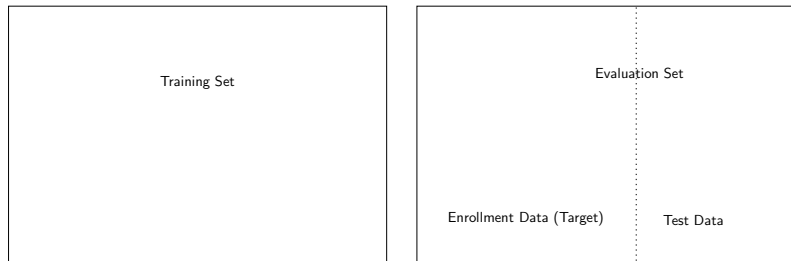 Training Set
Evaluation Set
Enrollment Data (Target)
Test Data